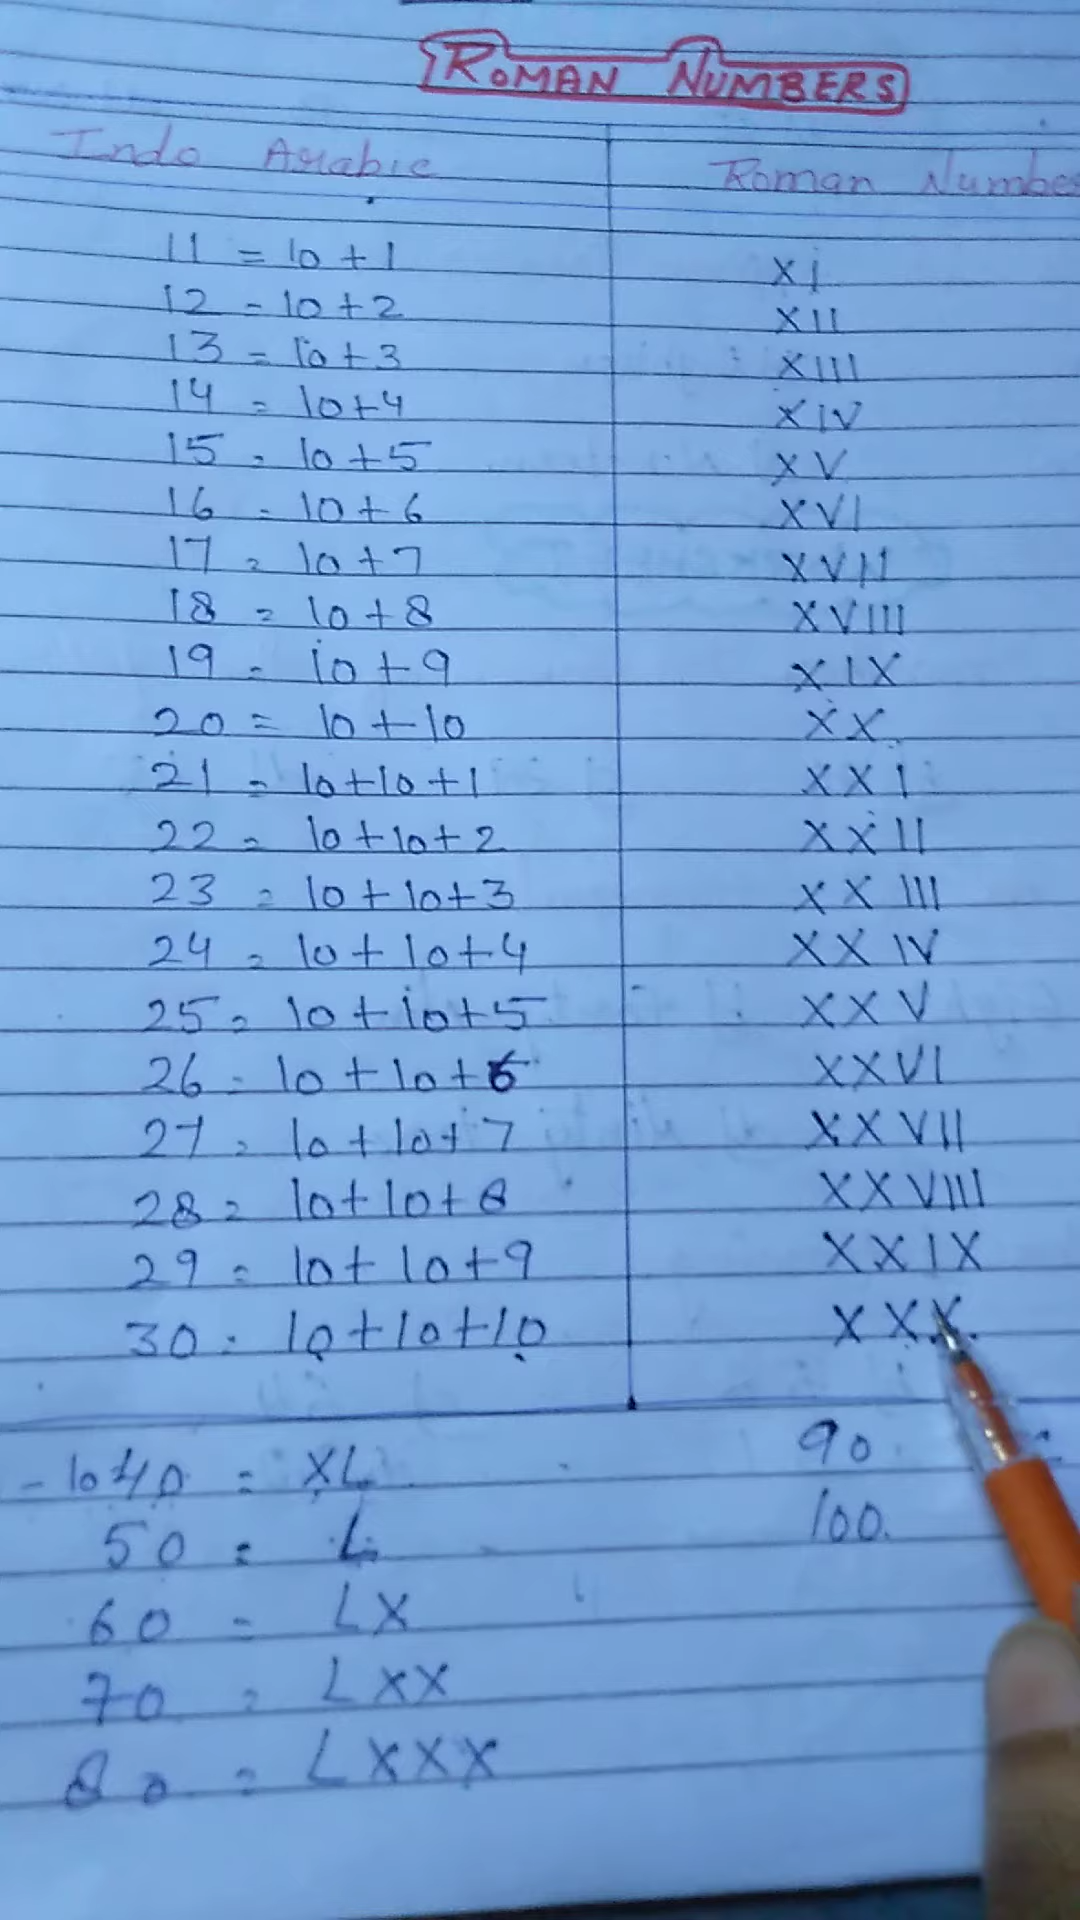 ROMAN NUMBERS
Indo Arabic Roman Number
11 = 10 + 1 XI
12 = 10 + 2 XII
13 = 10 + 3 XIII
14 = 10 + 4 XIV
15 = 10 + 5 XV
16 = 10 + 6 XVI
17 = 10 + 7 XVII
18 = 10 + 8 XVIII
19 = 10 + 9 XIX
20 = 10 + 10 XX
21 = 10 + 10 + 1 XXI
22 = 10 + 10 + 2 XXII
23 = 10 + 10 + 3 XXIII
24 = 10 + 10 + 4 XXIV
25 = 10 + 10 + 5 XXV
26 = 10 + 10 + 6 XXVI
27 = 10 + 10 + 7 XXVII
28 = 10 + 10 + 8 XXVIII
29 = 10 + 10 + 9 XXIX
30 = 10 + 10 + 10 XXX
-10 40 = XL 90
50 = L 100
60 = LX
70 = LXX
80 = LXXX